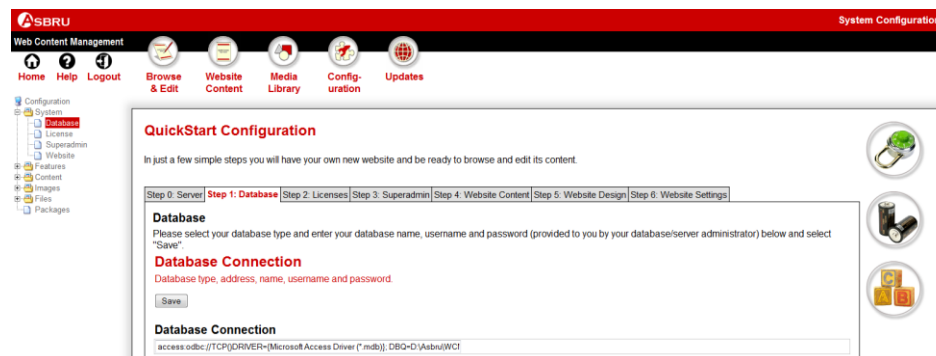 ASBRU
System Configuration
Web Content Management
Home Help Logout
Browse & Edit
Website Content
Media Library
Config-uration
Updates
Configuration
System
Database
License
Superadmin
Website
Features
Content
Images
Files
Packages
QuickStart Configuration
In just a few simple steps you will have your own new website and be ready to browse and edit its content.
Step 0: Server Step 1: Database Step 2: Licenses Step 3: Superadmin Step 4: Website Content Step 5: Website Design Step 6: Website Settings
Database
Please select your database type and enter your database name, username and password (provided to you by your database/server administrator) below and select
"Save".
Database Connection
Database type, address, name, username and password.
Save
Database Connection
access:odbc://TCP()DRIVER={Microsoft Access Driver (*.mdb)}; DBQ=D:\Asbru\WCM
C
A B